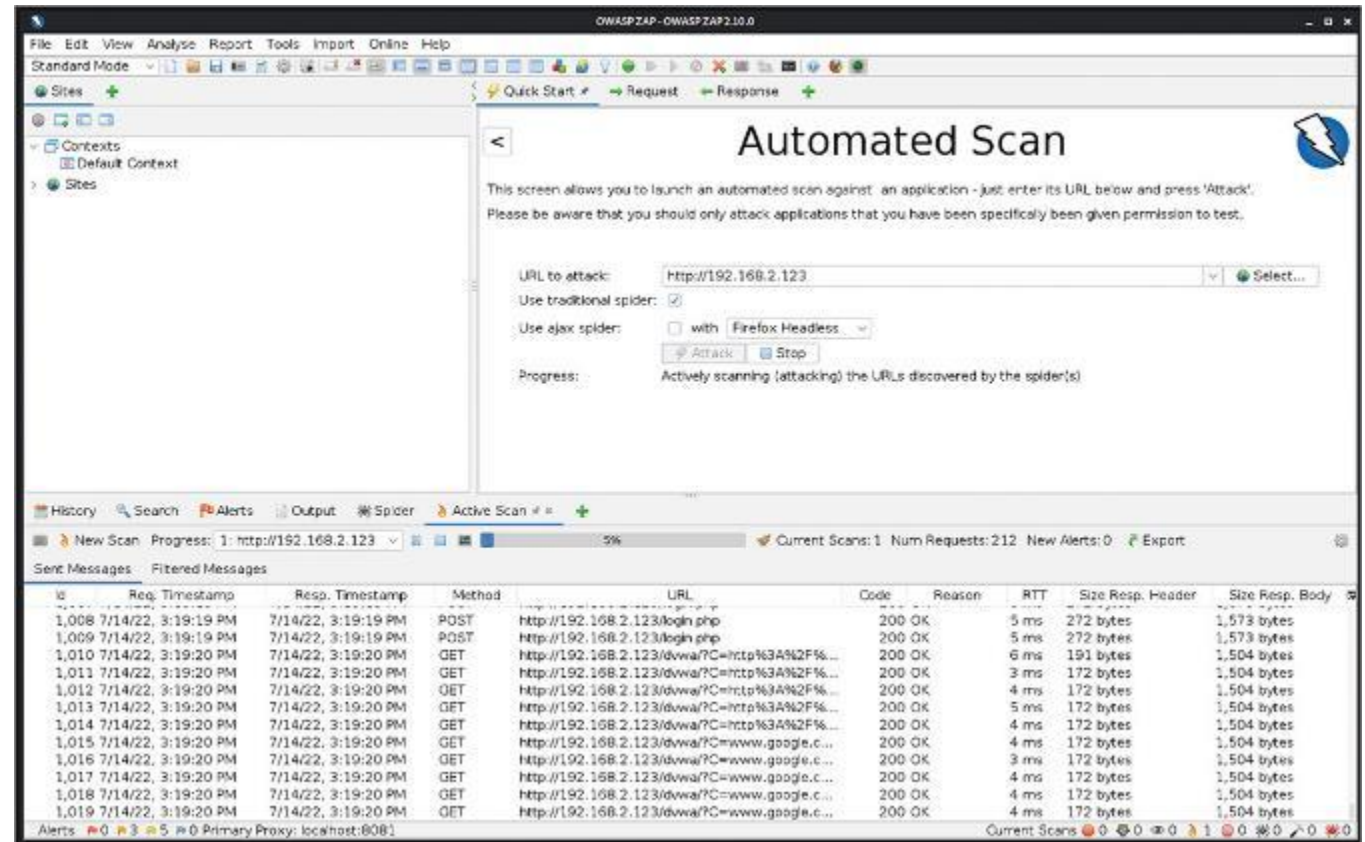 OWASP ZAP - OWASP ZAP 2.10.0
File Edit View Analyse Report Tools Import Online Help
Standard Mode
Sites
Quick Start Request Response
Contexts
Default Context
Sites
<
Automated Scan
This screen allows you to launch an automated scan against an application - just enter its URL below and press 'Attack'.
Please be aware that you should only attack applications that you have been specifically been given permission to test.
URL to attack: http://192.168.2.123 Select...
Use traditional spider:
Use ajax spider: with Firefox Headless
Attack Stop
Progress: Actively scanning (attacking) the URLs discovered by the spider(s)
History Search Alerts Output Spider Active Scan
New Scan Progress: 1: http://192.168.2.123 5% Current Scans: 1 Num Requests: 212 New Alerts: 0 Export
Sent Messages Filtered Messages
Id Req. Timestamp Resp. Timestamp Method URL Code Reason RTT Size Resp. Header Size Resp. Body
1,008 7/14/22, 3:19:19 PM 7/14/22, 3:19:19 PM POST http://192.168.2.123/login.php 200 OK 5 ms 272 bytes 1,573 bytes
1,009 7/14/22, 3:19:19 PM 7/14/22, 3:19:19 PM POST http://192.168.2.123/login.php 200 OK 5 ms 272 bytes 1,573 bytes
1,010 7/14/22, 3:19:20 PM 7/14/22, 3:19:20 PM GET http://192.168.2.123/dvwa/?C=http%3A%2F%... 200 OK 6 ms 191 bytes 1,504 bytes
1,011 7/14/22, 3:19:20 PM 7/14/22, 3:19:20 PM GET http://192.168.2.123/dvwa/?C=http%3A%2F%... 200 OK 3 ms 172 bytes 1,504 bytes
1,012 7/14/22, 3:19:20 PM 7/14/22, 3:19:20 PM GET http://192.168.2.123/dvwa/?C=http%3A%2F%... 200 OK 4 ms 172 bytes 1,504 bytes
1,013 7/14/22, 3:19:20 PM 7/14/22, 3:19:20 PM GET http://192.168.2.123/dvwa/?C=http%3A%2F%... 200 OK 5 ms 172 bytes 1,504 bytes
1,014 7/14/22, 3:19:20 PM 7/14/22, 3:19:20 PM GET http://192.168.2.123/dvwa/?C=http%3A%2F%... 200 OK 4 ms 172 bytes 1,504 bytes
1,015 7/14/22, 3:19:20 PM 7/14/22, 3:19:20 PM GET http://192.168.2.123/dvwa/?C=www.google.c... 200 OK 4 ms 172 bytes 1,504 bytes
1,016 7/14/22, 3:19:20 PM 7/14/22, 3:19:20 PM GET http://192.168.2.123/dvwa/?C=www.google.c... 200 OK 3 ms 172 bytes 1,504 bytes
1,017 7/14/22, 3:19:20 PM 7/14/22, 3:19:20 PM GET http://192.168.2.123/dvwa/?C=www.google.c... 200 OK 4 ms 172 bytes 1,504 bytes
1,018 7/14/22, 3:19:20 PM 7/14/22, 3:19:20 PM GET http://192.168.2.123/dvwa/?C=www.google.c... 200 OK 4 ms 172 bytes 1,504 bytes
1,019 7/14/22, 3:19:20 PM 7/14/22, 3:19:20 PM GET http://192.168.2.123/dvwa/?C=www.google.c... 200 OK 4 ms 172 bytes 1,504 bytes
Alerts 0 3 5 0 Primary Proxy: localhost:8081 Current Scans 0 0 0 1 0 0 0 0